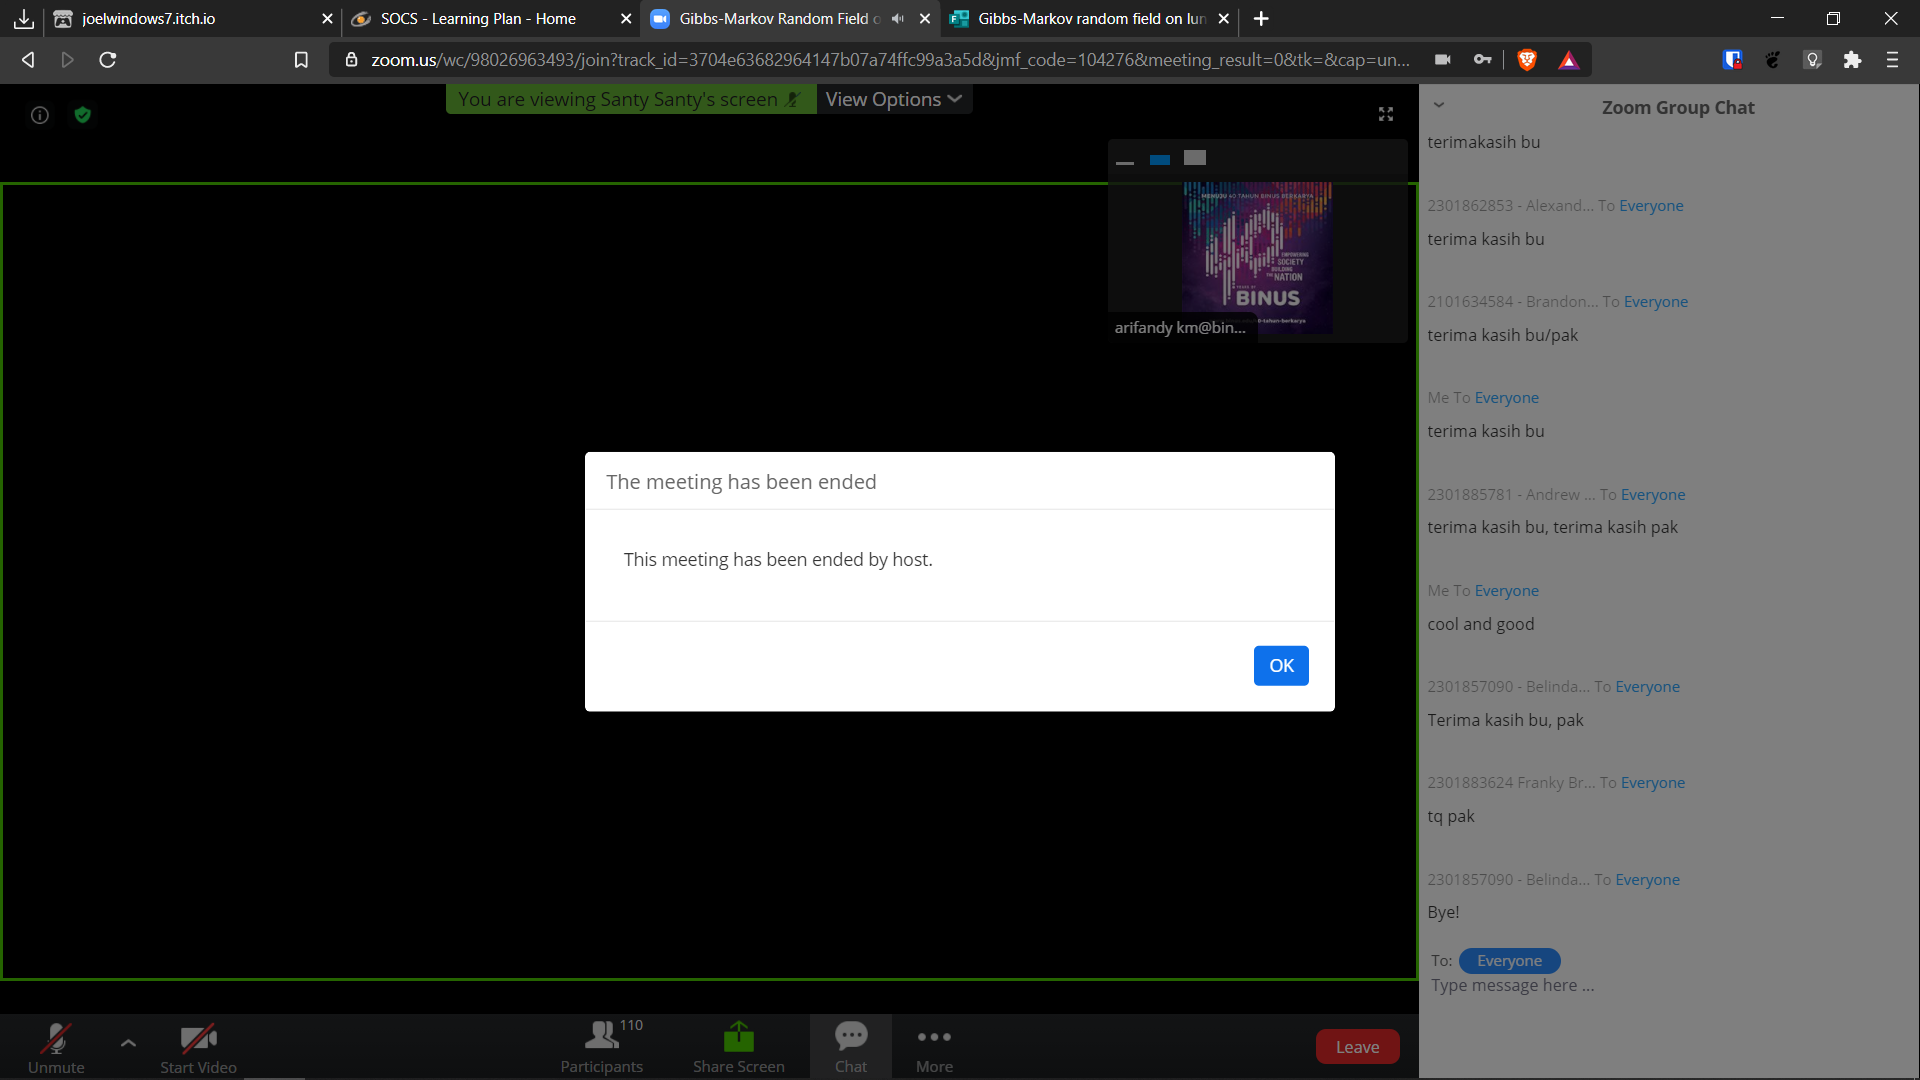 joelwindows7.itch.io
SOCS - Learning Plan - Home
Gibbs-Markov Random Field o
Gibbs-Markov random field on lun
zoom.us/wc/98026963493/join?track_id=3704e63682964147b07a74ffc99a3a5d&jmf_code=104276&meeting_result=0&tk=&cap=un...
You are viewing Santy Santy's screen
View Options
MENUJU 40 TAHUN BINUS BERKARYA
40
EMPOWERING
SOCIETY
BUILDING
THE NATION
YEARS OF
BINUS
arifandy km@bin...
The meeting has been ended
This meeting has been ended by host.
OK
Zoom Group Chat
terimakasih bu
2301862853 - Alexand... To Everyone
terima kasih bu
2101634584 - Brandon... To Everyone
terima kasih bu/pak
Me To Everyone
terima kasih bu
2301885781 - Andrew ... To Everyone
terima kasih bu, terima kasih pak
Me To Everyone
cool and good
2301857090 - Belinda... To Everyone
Terima kasih bu, pak
2301883624 Franky Br... To Everyone
tq pak
2301857090 - Belinda... To Everyone
Bye!
To: Everyone
Type message here ...
Unmute
Start Video
110
Participants
Share Screen
Chat
More
Leave